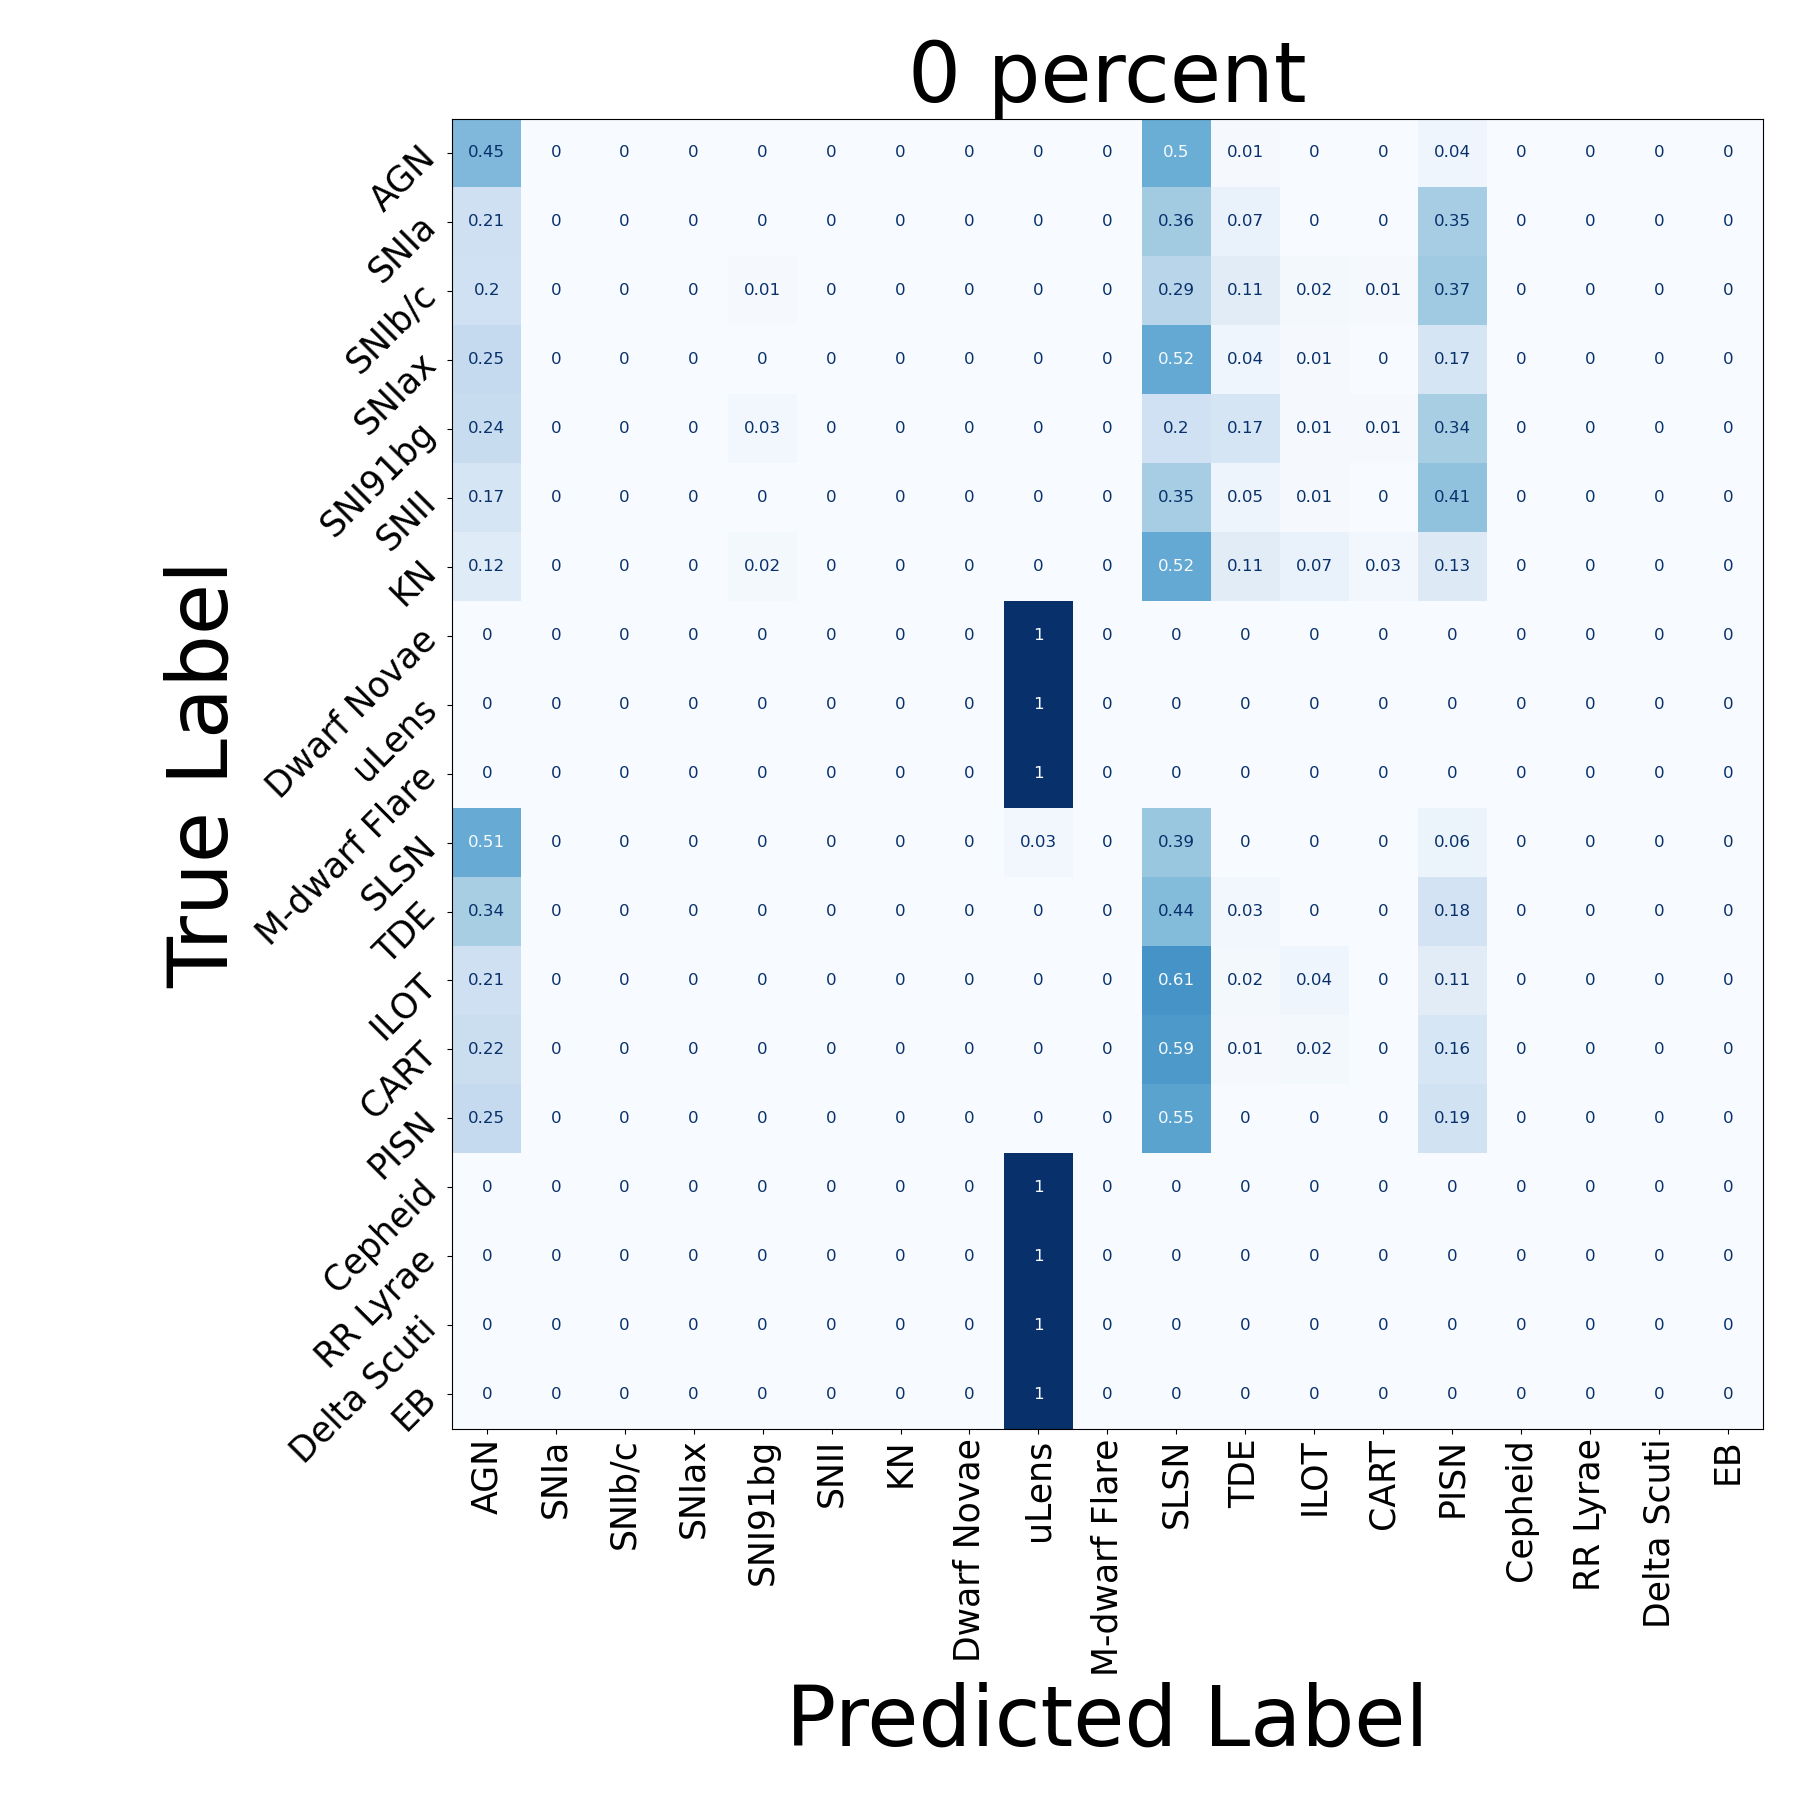 0 percent
True Label
AGN 0.45 0 0 0 0 0 0 0 0 0 0.5 0.01 0 0 0.04 0 0 0 0
SNIa 0.21 0 0 0 0 0 0 0 0 0 0.36 0.07 0 0 0.35 0 0 0 0
SNIb/c 0.2 0 0 0 0.01 0 0 0 0 0 0.29 0.11 0.02 0.01 0.37 0 0 0 0
SNIax 0.25 0 0 0 0 0 0 0 0 0 0.52 0.04 0.01 0 0.17 0 0 0 0
SNI91bg 0.24 0 0 0 0.03 0 0 0 0 0 0.2 0.17 0.01 0.01 0.34 0 0 0 0
SNII 0.17 0 0 0 0 0 0 0 0 0 0.35 0.05 0.01 0 0.41 0 0 0 0
KN 0.12 0 0 0 0.02 0 0 0 0 0 0.52 0.11 0.07 0.03 0.13 0 0 0 0
Dwarf Novae 0 0 0 0 0 0 0 0 1 0 0 0 0 0 0 0 0 0 0
uLens 0 0 0 0 0 0 0 0 1 0 0 0 0 0 0 0 0 0 0
M-dwarf Flare 0 0 0 0 0 0 0 0 1 0 0 0 0 0 0 0 0 0 0
SLSN 0.51 0 0 0 0 0 0 0 0.03 0 0.39 0 0 0 0.06 0 0 0 0
TDE 0.34 0 0 0 0 0 0 0 0 0 0.44 0.03 0 0 0.18 0 0 0 0
ILOT 0.21 0 0 0 0 0 0 0 0 0 0.61 0.02 0.04 0 0.11 0 0 0 0
CART 0.22 0 0 0 0 0 0 0 0 0 0.59 0.01 0.02 0 0.16 0 0 0 0
PISN 0.25 0 0 0 0 0 0 0 0 0 0.55 0 0 0 0.19 0 0 0 0
Cepheid 0 0 0 0 0 0 0 0 1 0 0 0 0 0 0 0 0 0 0
RR Lyrae 0 0 0 0 0 0 0 0 1 0 0 0 0 0 0 0 0 0 0
Delta Scuti 0 0 0 0 0 0 0 0 1 0 0 0 0 0 0 0 0 0 0
EB 0 0 0 0 0 0 0 0 1 0 0 0 0 0 0 0 0 0 0
AGN SNIa SNIb/c SNIax SNI91bg SNII KN Dwarf Novae uLens M-dwarf Flare SLSN TDE ILOT CART PISN Cepheid RR Lyrae Delta Scuti EB
Predicted Label